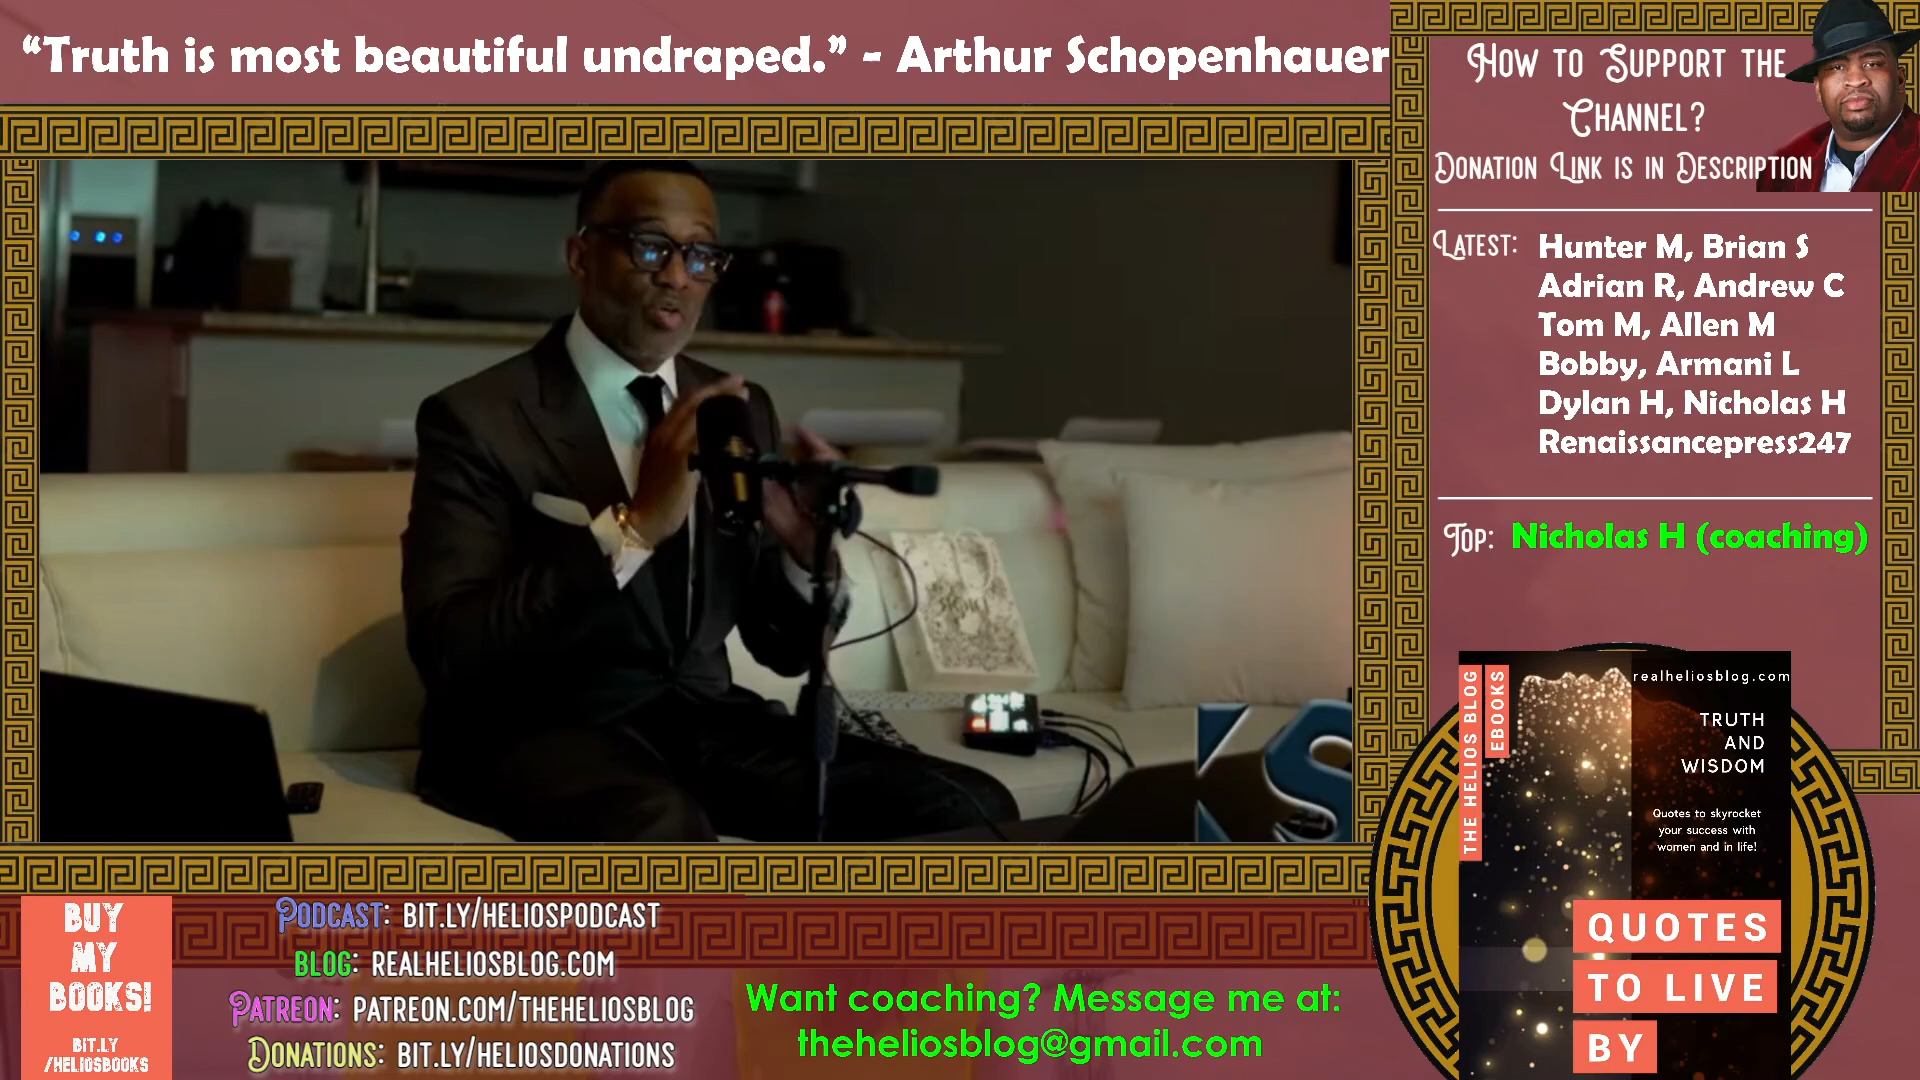 “Truth is most beautiful undraped.” - Arthur Schopenhauer
How to Support the
Channel?
Donation Link is in Description
Latest: Hunter M, Brian S
Adrian R, Andrew C
Tom M, Allen M
Bobby, Armani L
Dylan H, Nicholas H
Renaissancepress247
Top: Nicholas H (coaching)
KS
THE HELIOS BLOG
EBOOKS
realheliosblog.com
TRUTH
AND
WISDOM
Quotes to skyrocket
your success with
women and in life!
QUOTES
TO LIVE
BY
BUY
MY
BOOKS!
BIT.LY
/HELIOSBOOKS
Podcast: bit.ly/heliospodcast
Blog: realheliosblog.com
Patreon: patreon.com/theheliosblog
Donations: bit.ly/heliosdonations
Want coaching? Message me at:
theheliosblog@gmail.com